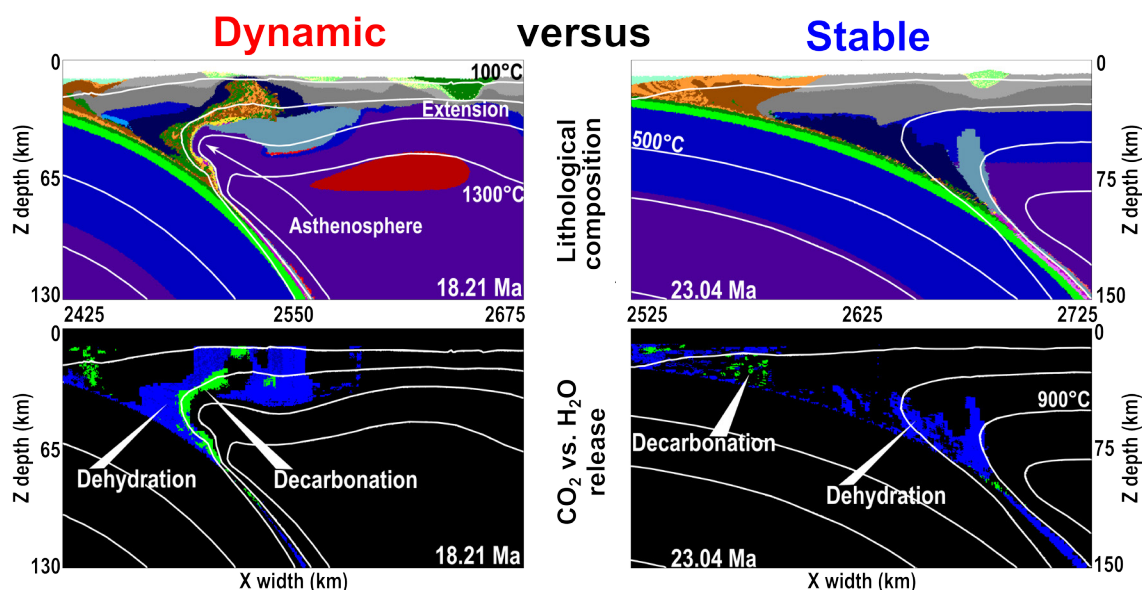 Dynamic versus Stable
0
65
130
Z depth (km)
100°C
Extension
1300°C
Asthenosphere
18.21 Ma
2425
2550
2675
Lithological
composition
500°C
23.04 Ma
0
75
150
Z depth (km)
2525
2625
2725
0
65
130
Z depth (km)
Dehydration
Decarbonation
18.21 Ma
X width (km)
CO2 vs. H2O
release
Decarbonation
900°C
Dehydration
23.04 Ma
0
75
150
Z depth (km)
X width (km)